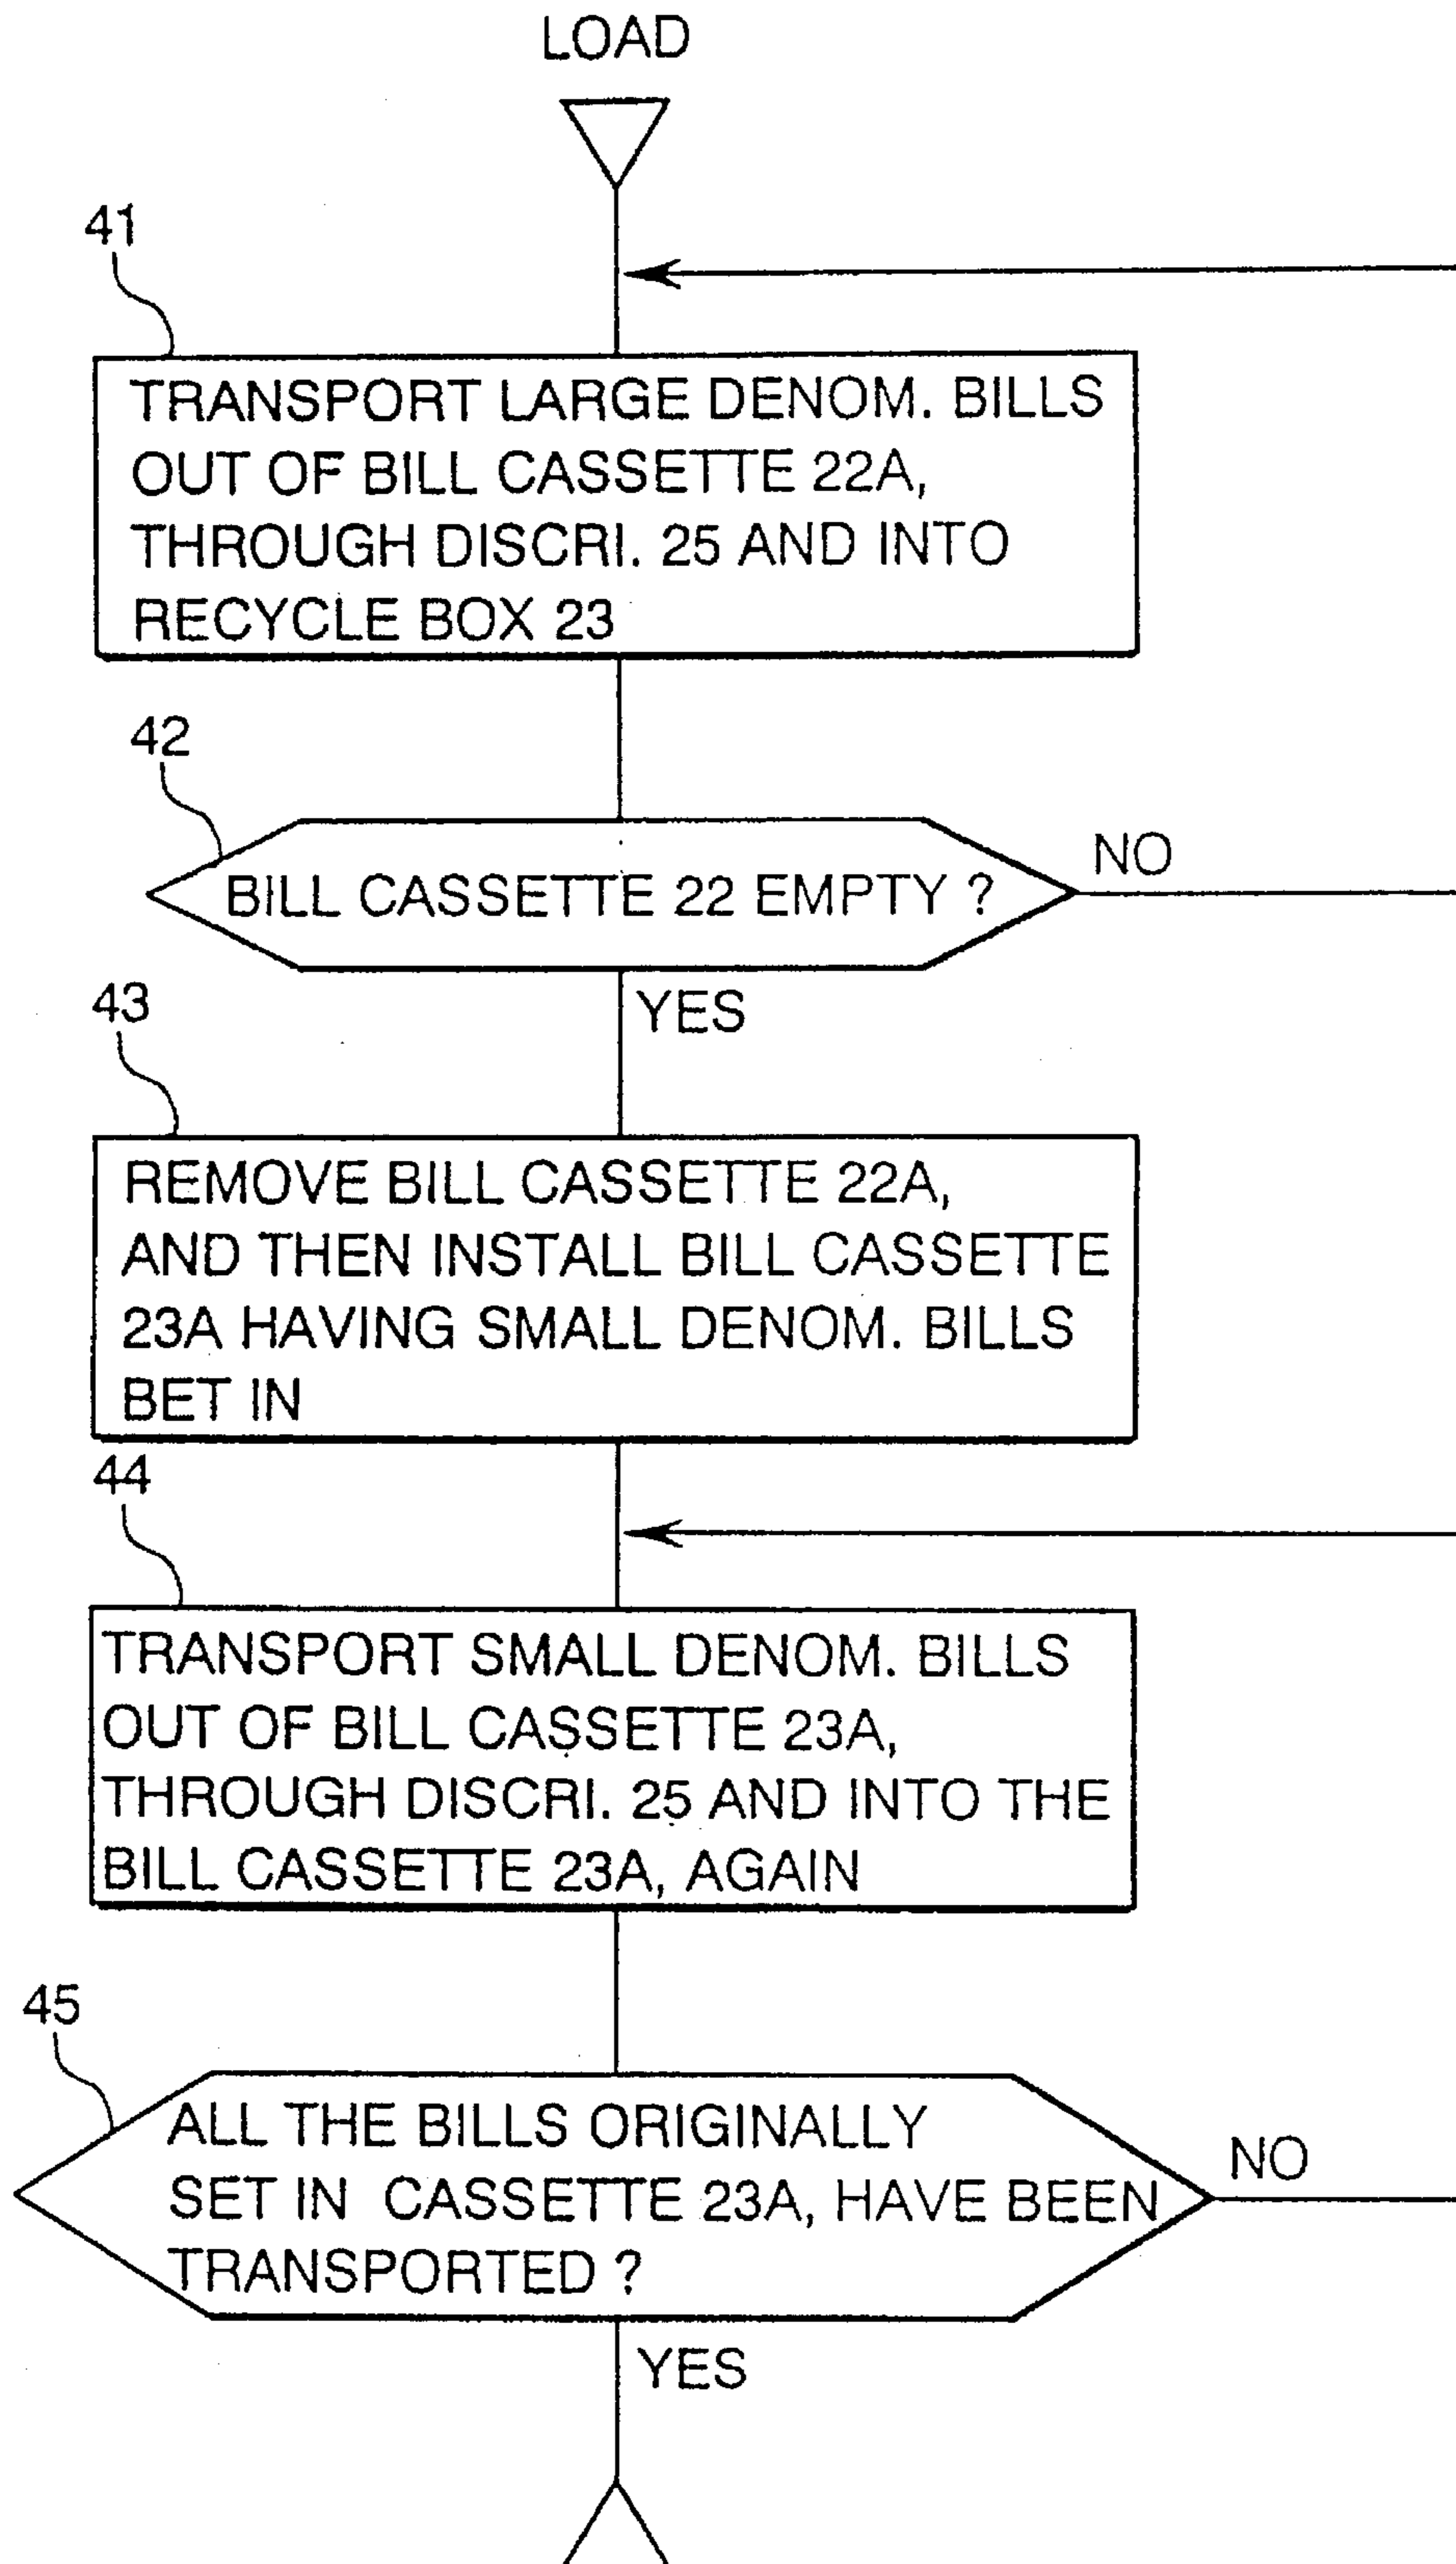 LOAD
41
TRANSPORT LARGE DENOM. BILLS
OUT OF BILL CASSETTE 22A,
THROUGH DISCRI. 25 AND INTO
RECYCLE BOX 23
42
BILL CASSETTE 22 EMPTY ?
NO
YES
43
REMOVE BILL CASSETTE 22A,
AND THEN INSTALL BILL CASSETTE
23A HAVING SMALL DENOM. BILLS
BET IN
44
TRANSPORT SMALL DENOM. BILLS
OUT OF BILL CASSETTE 23A,
THROUGH DISCRI. 25 AND INTO THE
BILL CASSETTE 23A, AGAIN
45
ALL THE BILLS ORIGINALLY
SET IN CASSETTE 23A, HAVE BEEN
TRANSPORTED ?
NO
YES